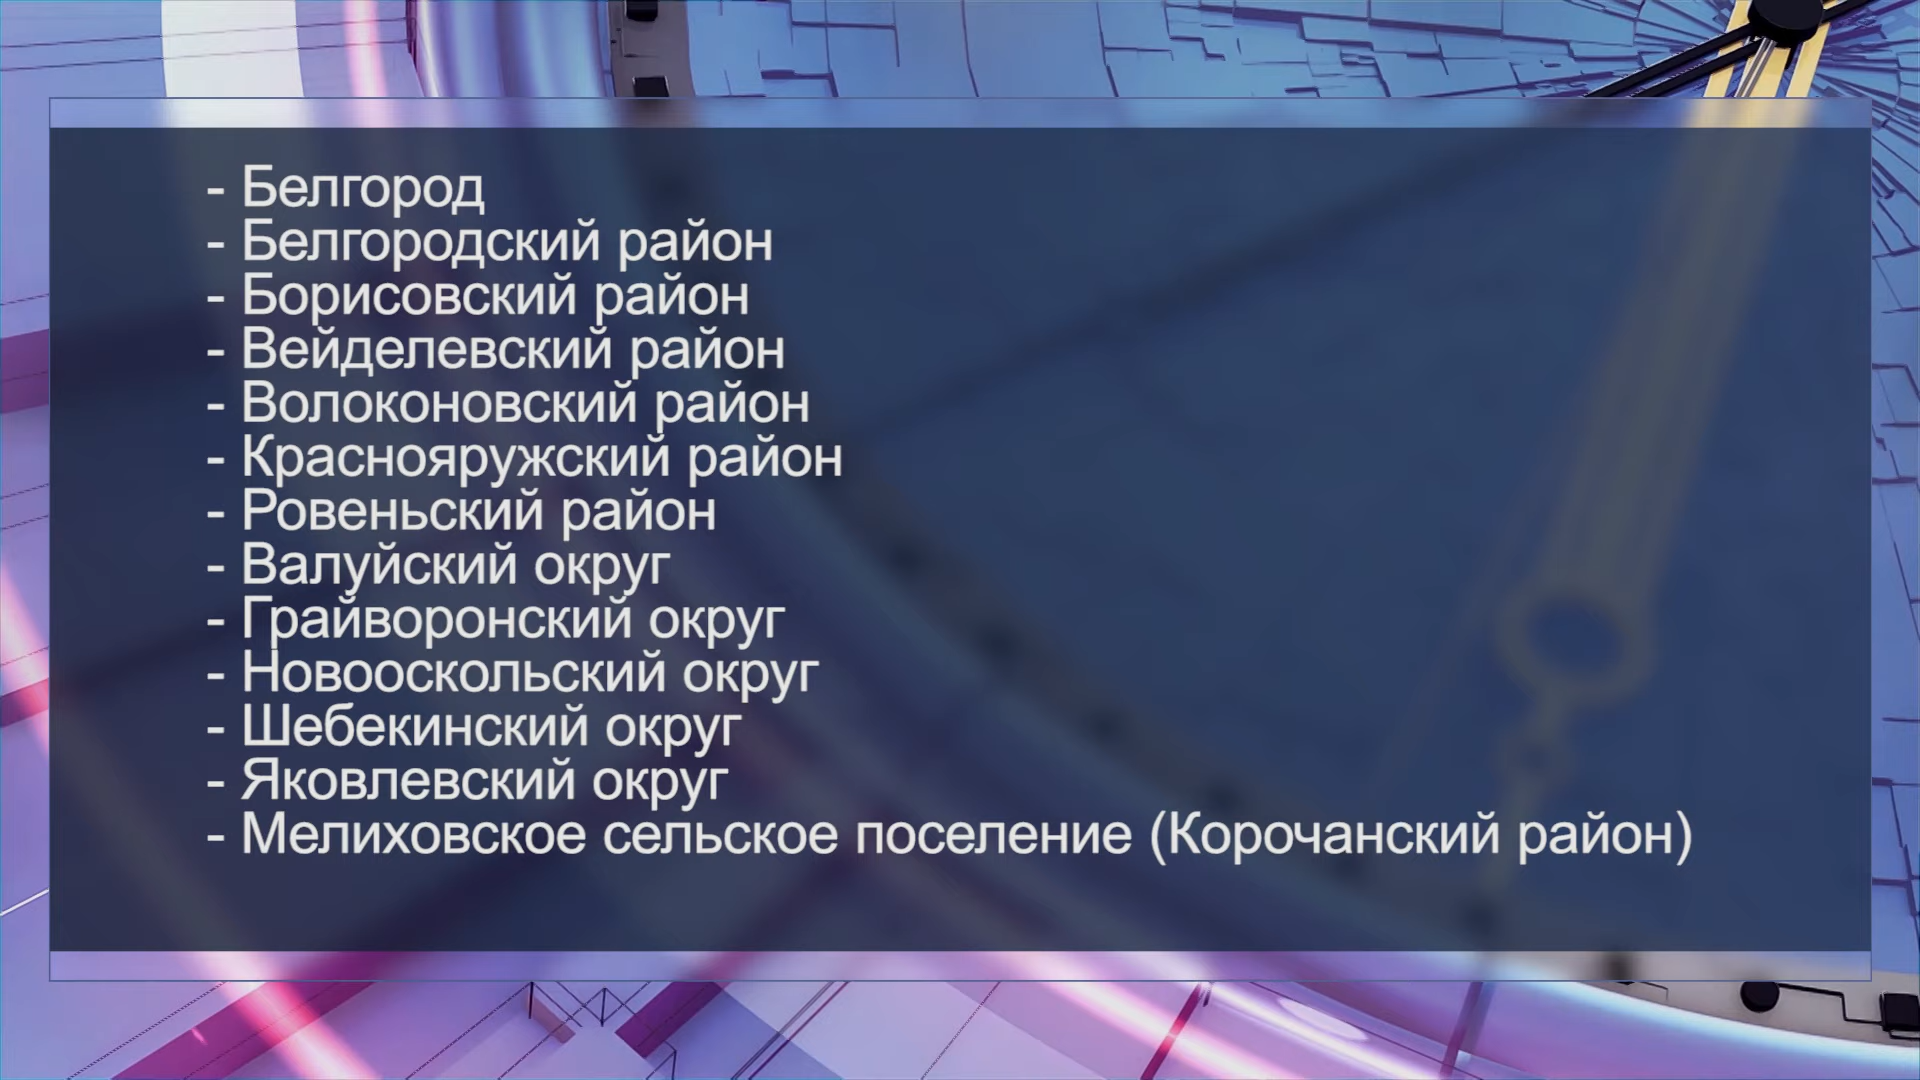 - Белгород
- Белгородский район
- Борисовский район
- Вейделевский район
- Волоконовский район
- Краснояружский район
- Ровеньский район
- Валуйский округ
- Грайворонский округ
- Новооскольский округ
- Шебекинский округ
- Яковлевский округ
- Мелиховское сельское поселение (Корочанский район)